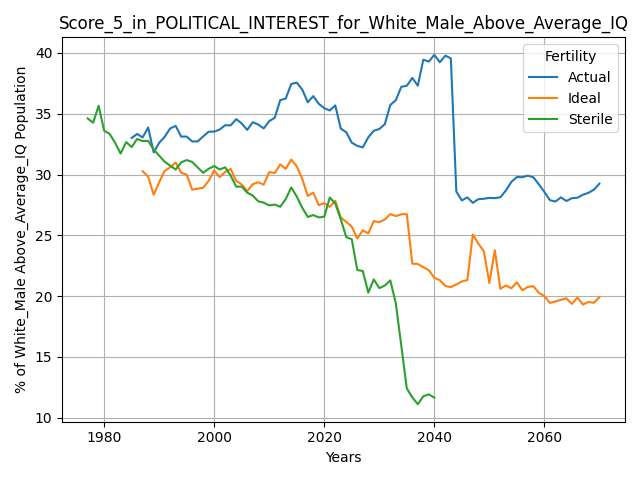 Score_5_in_POLITICAL_INTEREST_for_White_Male_Above_Average_IQ
% of White_Male Above_Average_IQ Population
40
35
30
25
20
15
10
Fertility
Actual
Ideal
Sterile
1980 2000 2020 2040 2060
Years